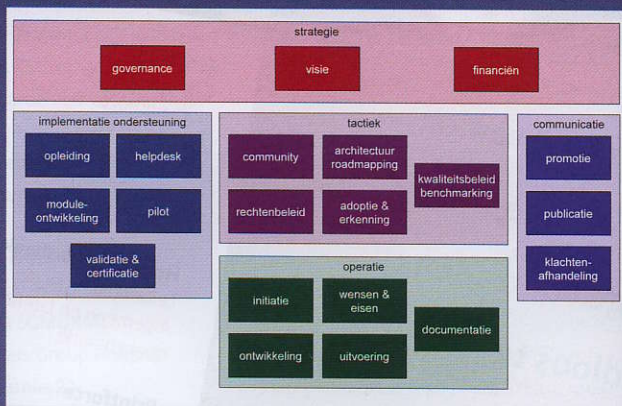 strategie
governance
visie
financiën
implementatie ondersteuning
opleiding
helpdesk
module-
ontwikkeling
pilot
validatie &
certificatie
tactiek
community
architectuur
roadmapping
kwaliteitsbeleid
benchmarking
rechtenbeleid
adoptie &
erkenning
communicatie
promotie
publicatie
klachten-
afhandeling
operatie
initiatie
wensen &
eisen
documentatie
ontwikkeling
uitvoering